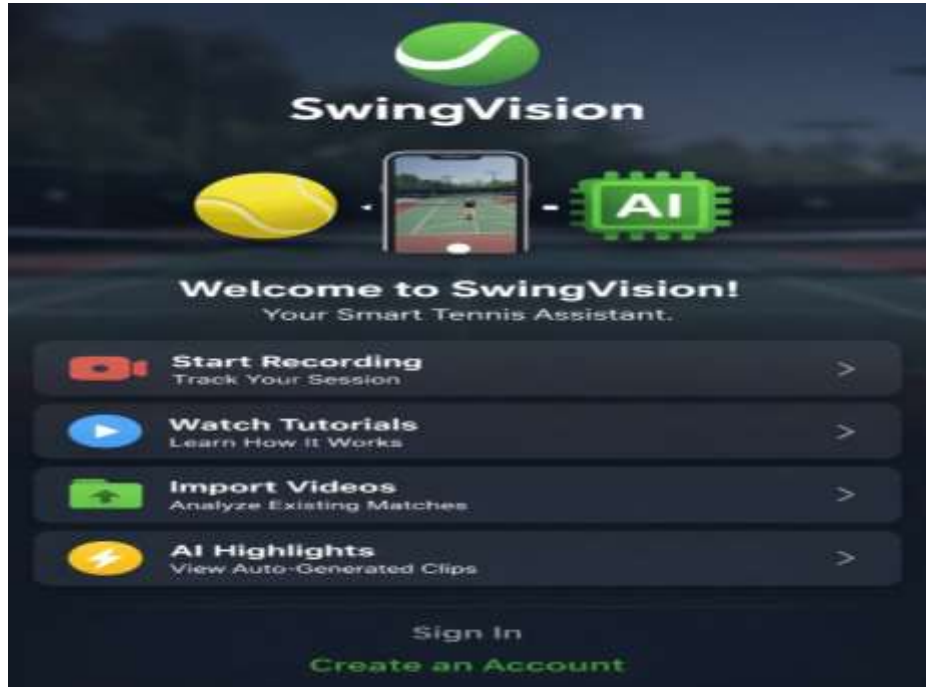 SwingVision
AI
Welcome to SwingVision!
Your Smart Tennis Assistant.
Start Recording
Track Your Session
Watch Tutorials
Learn How It Works
Import Videos
Analyze Existing Matches
AI Highlights
View Auto-Generated Clips
Sign In
Create an Account